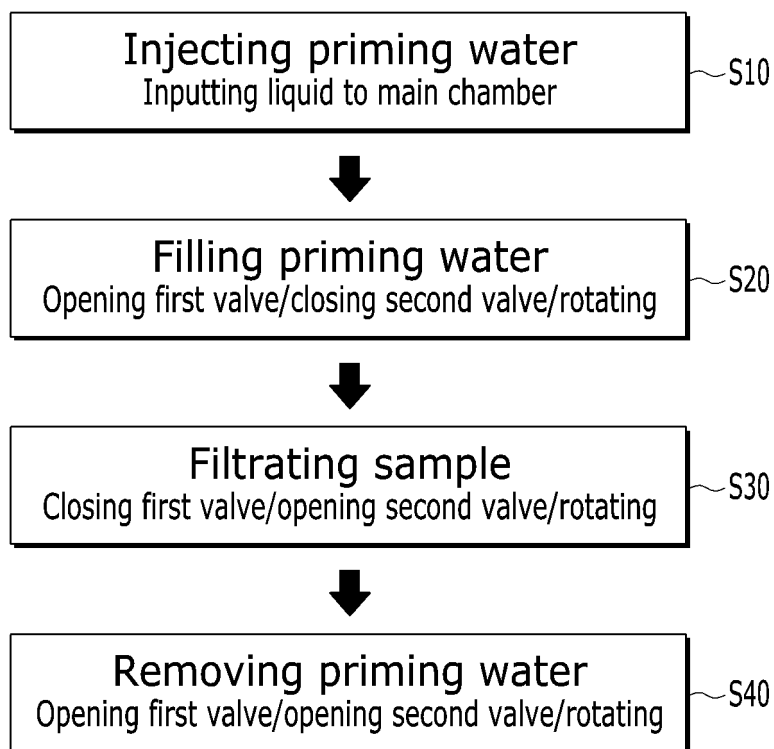 Injecting priming water
Inputting liquid to main chamber
S10
Filling priming water
Opening first valve/closing second valve/rotating
S20
Filtrating sample
Closing first valve/opening second valve/rotating
S30
Removing priming water
Opening first valve/opening second valve/rotating
S40